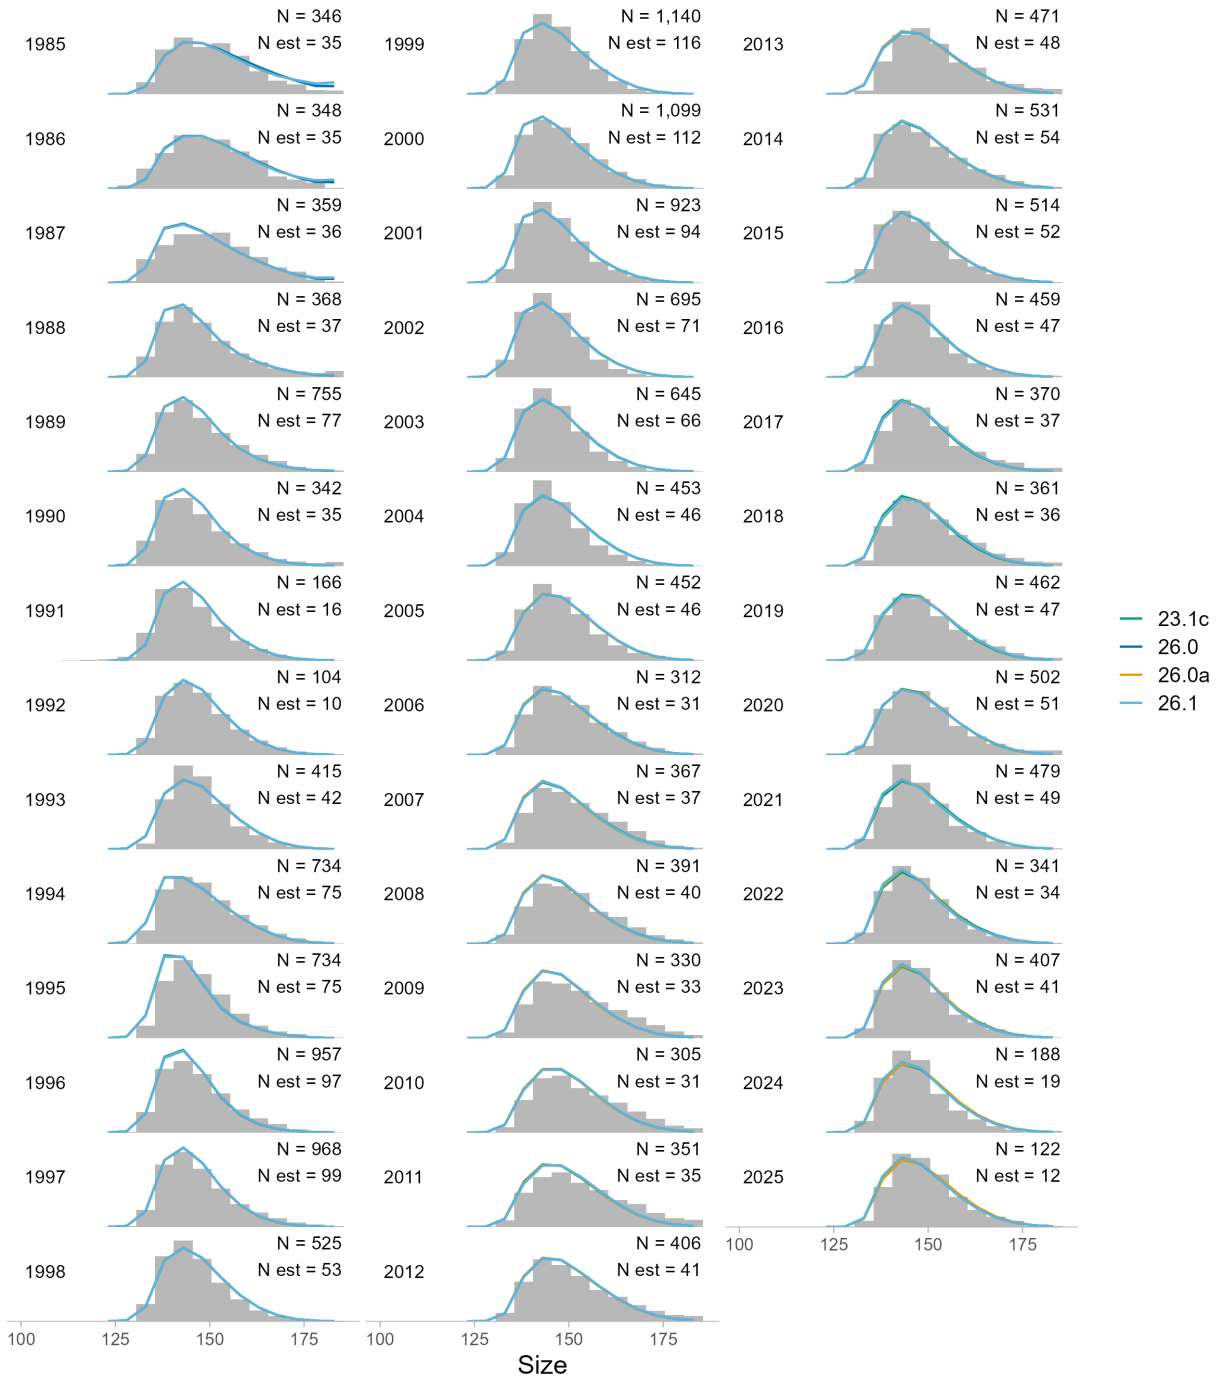 1985
N = 346
N est = 35
1986
N = 348
N est = 35
1987
N = 359
N est = 36
1988
N = 368
N est = 37
1989
N = 755
N est = 77
1990
N = 342
N est = 35
1991
N = 166
N est = 16
1992
N = 104
N est = 10
1993
N = 415
N est = 42
1994
N = 734
N est = 75
1995
N = 734
N est = 75
1996
N = 957
N est = 97
1997
N = 968
N est = 99
1998
N = 525
N est = 53
100 125 150 175
1999
N = 1,140
N est = 116
2000
N = 1,099
N est = 112
2001
N = 923
N est = 94
2002
N = 695
N est = 71
2003
N = 645
N est = 66
2004
N = 453
N est = 46
2005
N = 452
N est = 46
2006
N = 312
N est = 31
2007
N = 367
N est = 37
2008
N = 391
N est = 40
2009
N = 330
N est = 33
2010
N = 305
N est = 31
2011
N = 351
N est = 35
2012
N = 406
N est = 41
100 125 150 175
2013
N = 471
N est = 48
2014
N = 531
N est = 54
2015
N = 514
N est = 52
2016
N = 459
N est = 47
2017
N = 370
N est = 37
2018
N = 361
N est = 36
2019
N = 462
N est = 47
2020
N = 502
N est = 51
2021
N = 479
N est = 49
2022
N = 341
N est = 34
2023
N = 407
N est = 41
2024
N = 188
N est = 19
2025
N = 122
N est = 12
100 125 150 175
Size
23.1c
26.0
26.0a
26.1